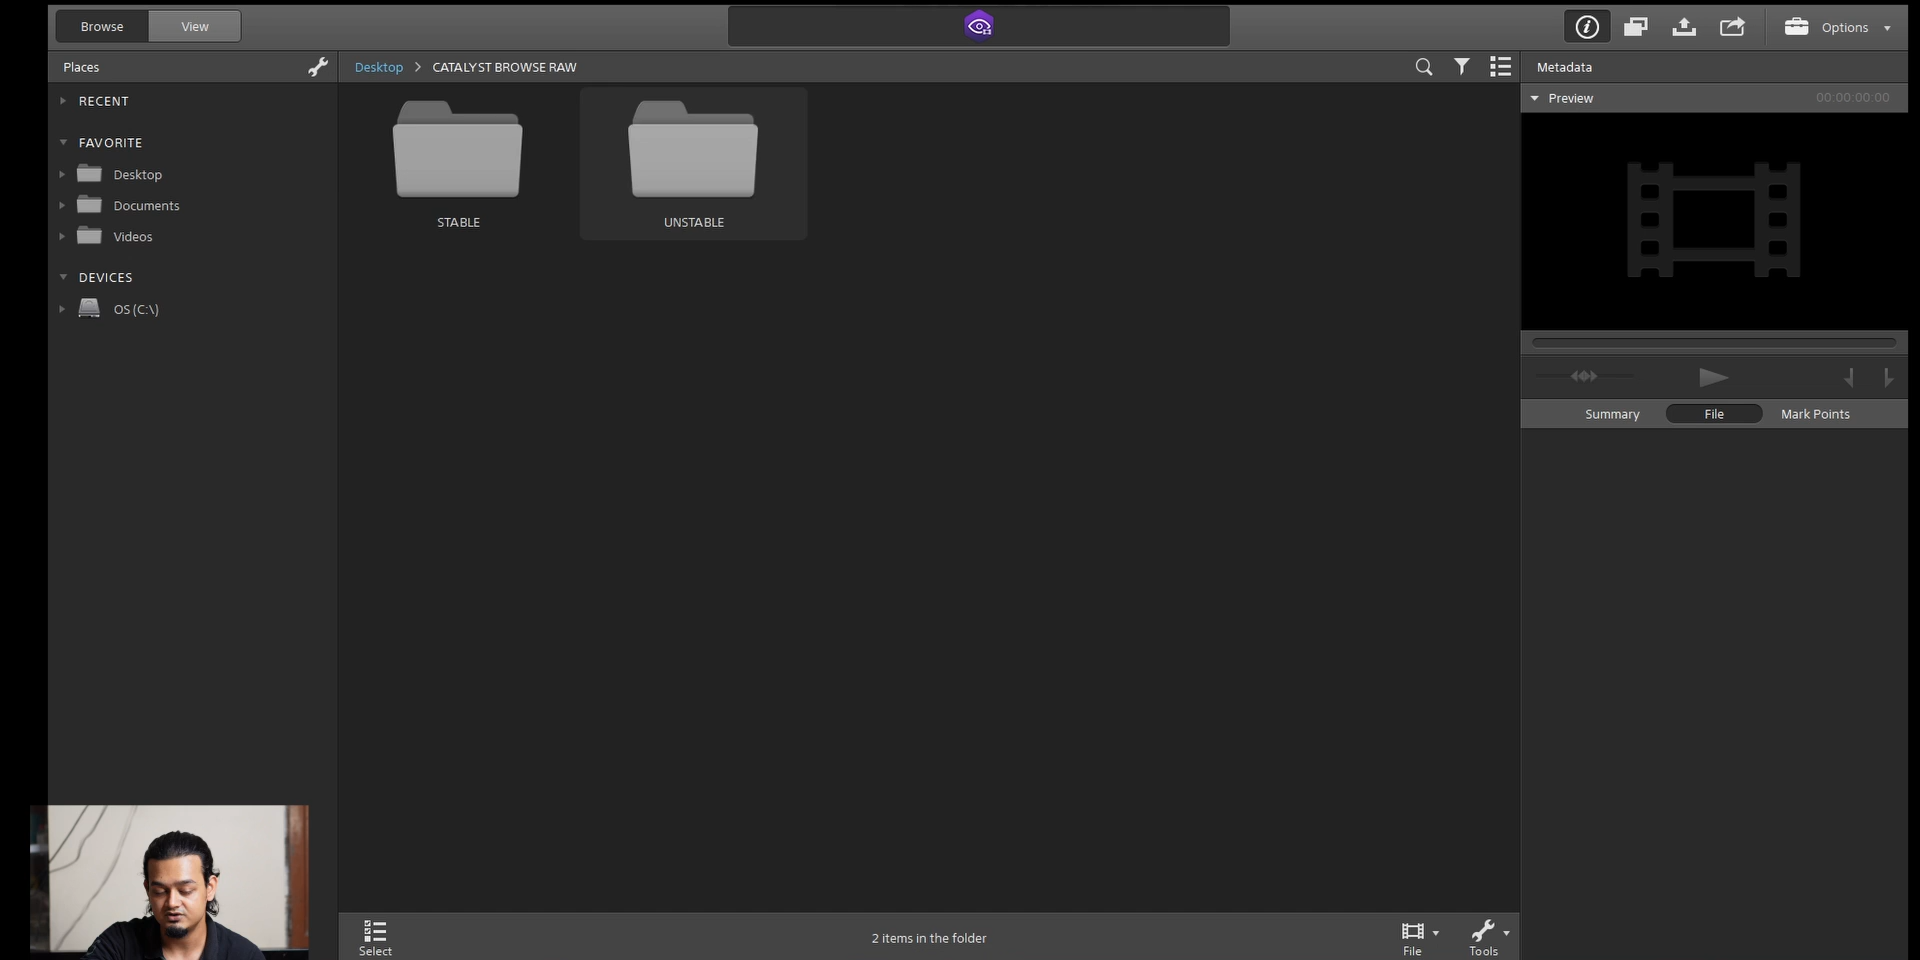 Browse
View
Options
Places
Desktop
CATALYST BROWSE RAW
Metadata
RECENT
Preview
00:00:00:00
FAVORITE
Desktop
Documents
Videos
DEVICES
OS (C:\)
STABLE
UNSTABLE
Summary
File
Mark Points
Select
2 items in the folder
File
Tools